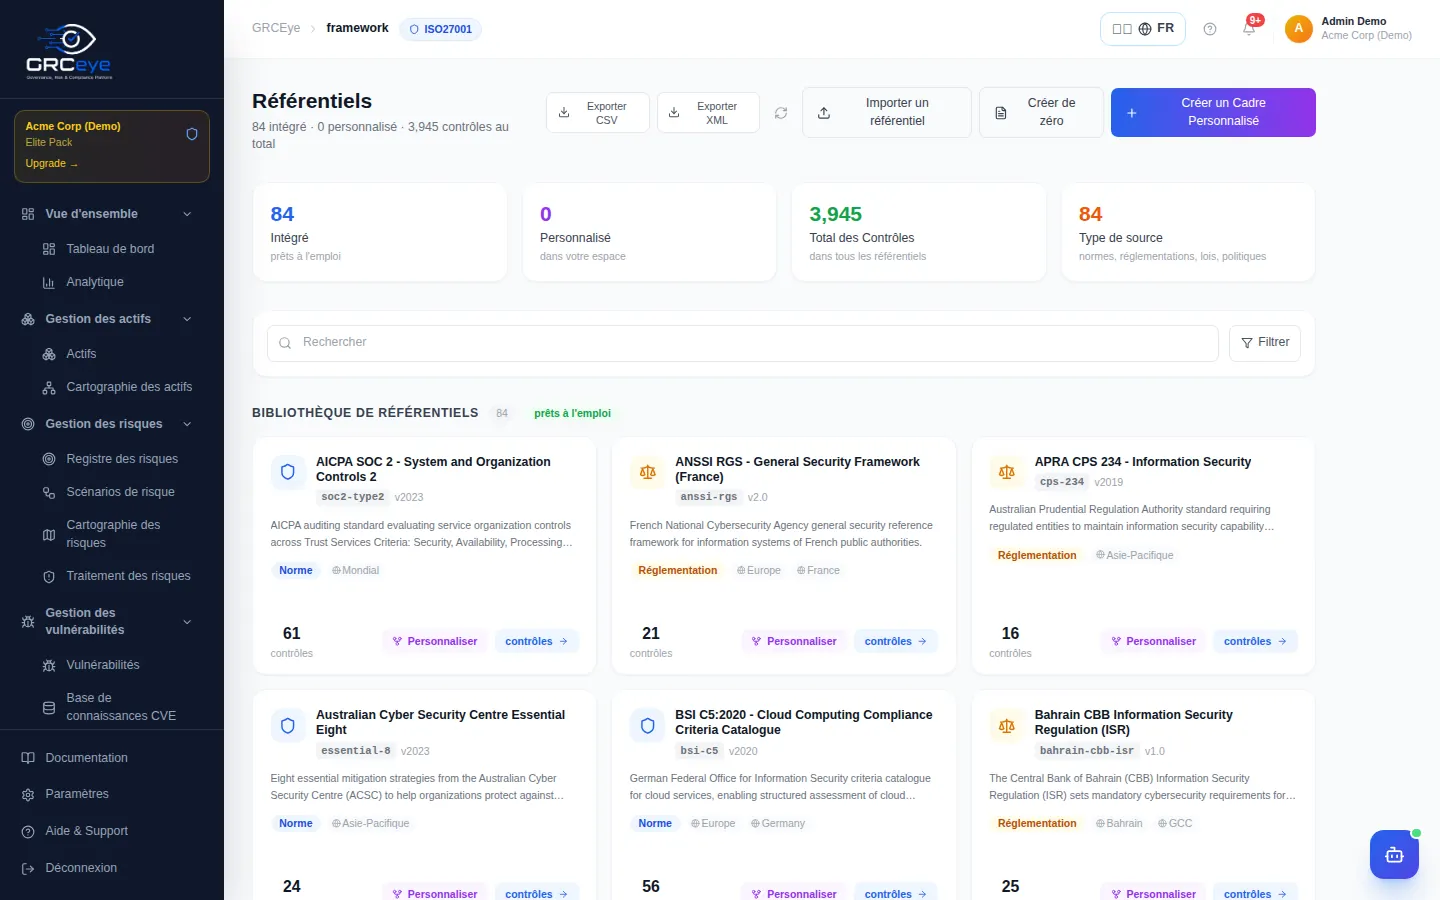 GRCeye
Governance, Risk & Compliance Platform
Acme Corp (Demo)
Elite Pack
Upgrade →
Vue d'ensemble
Tableau de bord
Analytique
Gestion des actifs
Actifs
Cartographie des actifs
Gestion des risques
Registre des risques
Scénarios de risque
Cartographie des
risques
Traitement des risques
Gestion des
vulnérabilités
Vulnérabilités
Base de
connaissances CVE
Documentation
Paramètres
Aide & Support
Déconnexion
GRCEye
framework
ISO27001
FR
9+
A
Admin Demo
Acme Corp (Demo)
Référentiels
84 intégré · 0 personnalisé · 3,945 contrôles au
total
Exporter
CSV
Exporter
XML
Importer un
référentiel
Créer de
zéro
Créer un Cadre
Personnalisé
84
Intégré
prêts à l'emploi
0
Personnalisé
dans votre espace
3,945
Total des Contrôles
dans tous les référentiels
84
Type de source
normes, réglementations, lois, politiques
Rechercher
Filtrer
BIBLIOTHÈQUE DE RÉFÉRENTIELS 84 prêts à l'emploi
AICPA SOC 2 - System and Organization
Controls 2
soc2-type2 v2023
AICPA auditing standard evaluating service organization controls
across Trust Services Criteria: Security, Availability, Processing…
Norme Mondial
61
contrôles
Personnaliser
contrôles →
ANSSI RGS - General Security Framework
(France)
anssi-rgs v2.0
French National Cybersecurity Agency general security reference
framework for information systems of French public authorities.
Réglementation Europe France
21
contrôles
Personnaliser
contrôles →
APRA CPS 234 - Information Security
cps-234 v2019
Australian Prudential Regulation Authority standard requiring
regulated entities to maintain information security capability…
Réglementation Asie-Pacifique
16
contrôles
Personnaliser
contrôles →
Australian Cyber Security Centre Essential
Eight
essential-8 v2023
Eight essential mitigation strategies from the Australian Cyber
Security Centre (ACSC) to help organizations protect against…
Norme Asie-Pacifique
24
Personnaliser
contrôles →
BSI C5:2020 - Cloud Computing Compliance
Criteria Catalogue
bsi-c5 v2020
German Federal Office for Information Security criteria catalogue
for cloud services, enabling structured assessment of cloud…
Norme Europe Germany
56
Personnaliser
contrôles →
Bahrain CBB Information Security
Regulation (ISR)
bahrain-cbb-isr v1.0
The Central Bank of Bahrain (CBB) Information Security
Regulation (ISR) sets mandatory cybersecurity requirements for…
Réglementation Bahrain GCC
25
Personnaliser
contrôles →